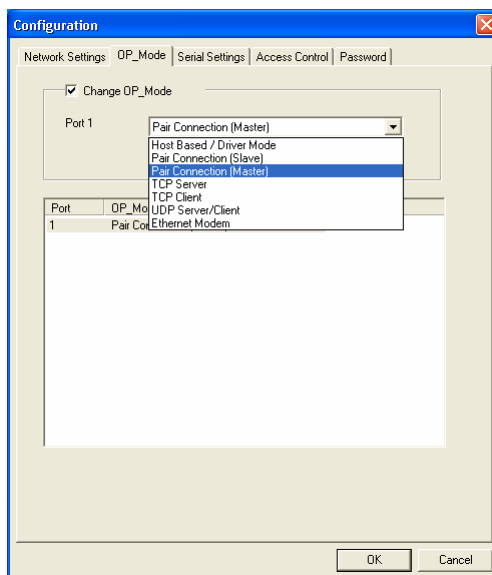 Configuration
Network Settings OP_Mode Serial Settings Access Control Password
Change OP_Mode
Port 1 Pair Connection (Master)
Host Based / Driver Mode
Pair Connection (Slave)
Pair Connection (Master)
TCP Server
TCP Client
UDP Server/Client
Ethernet Modem
Port OP_Mo
1 Pair Con
OK Cancel